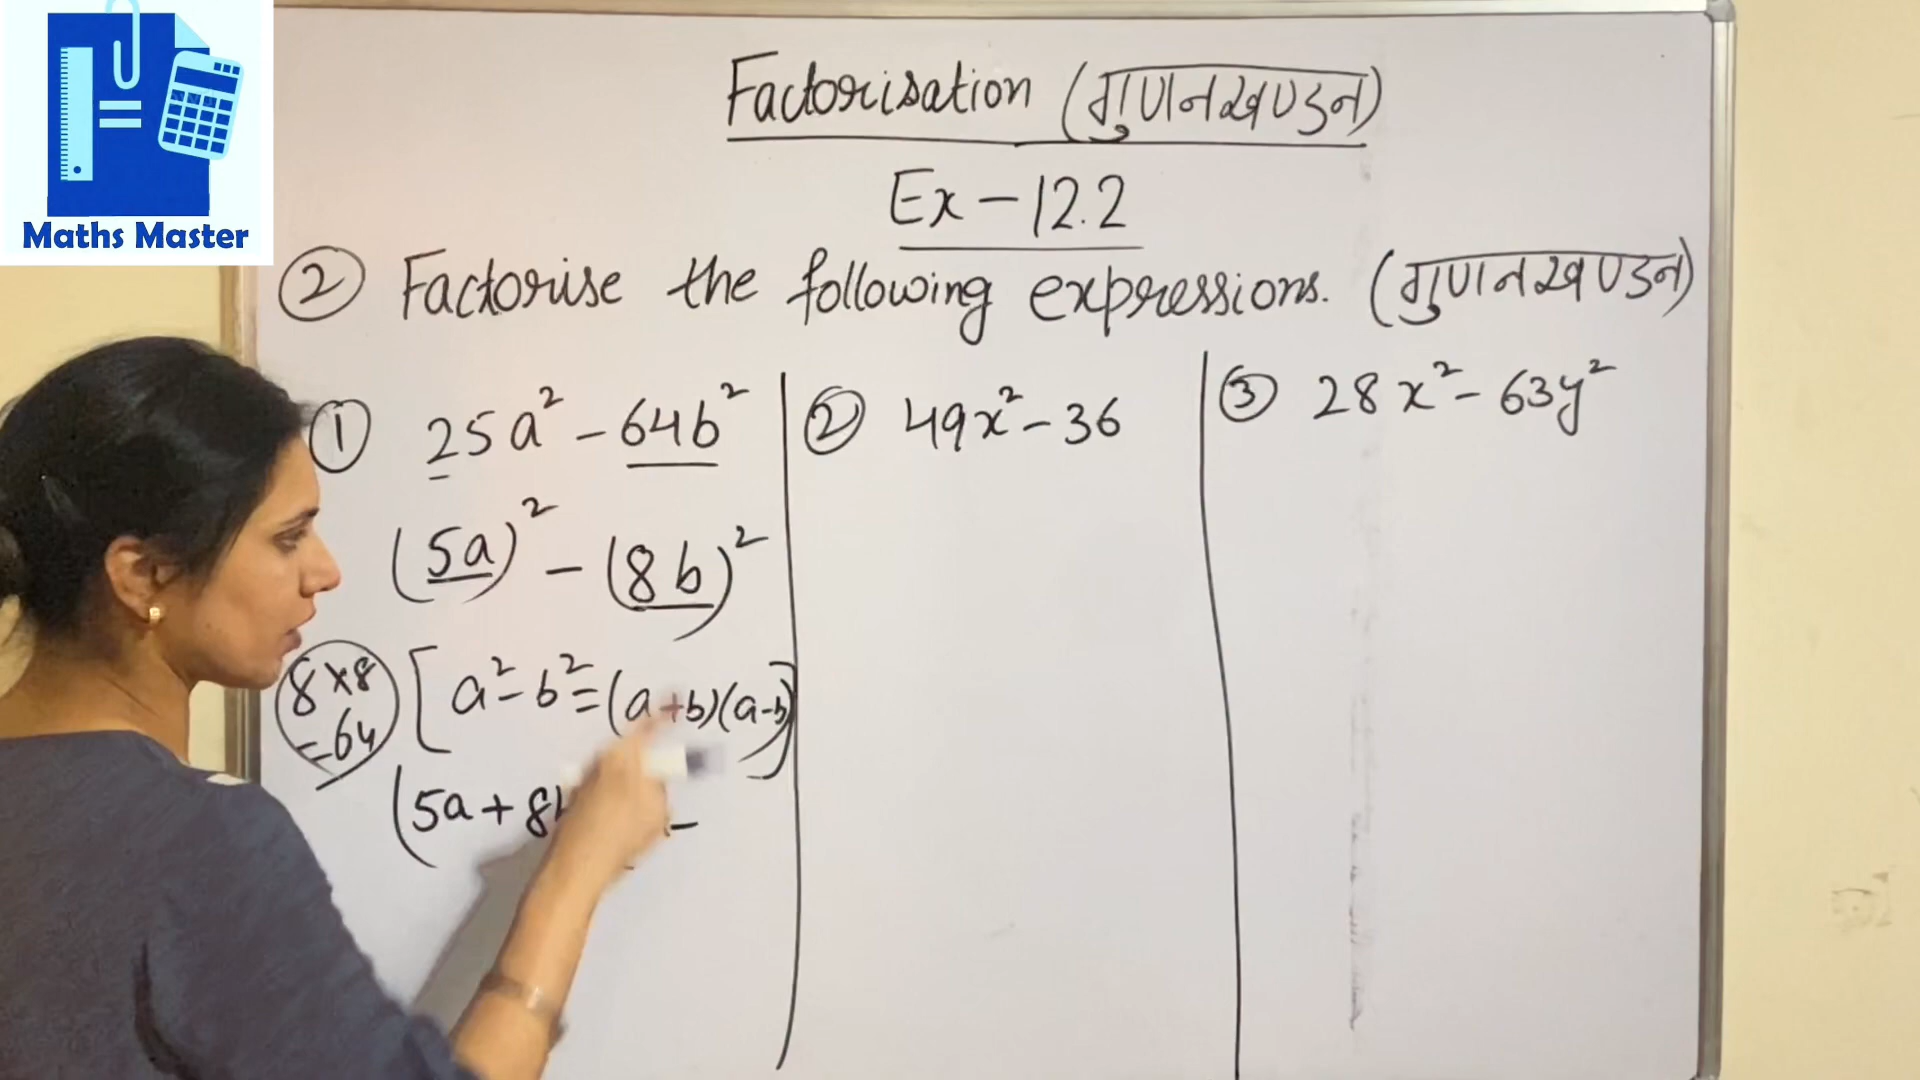 Maths Master
Factorisation (गुणनखण्डन)
Ex - 12.2
② Factorise the following expressions. (गुणनखण्डन)
① 25a² - 64b²
(5a)² - (8b)²
8×8
=64
[a²-b²=(a+b)(a-b)]
(5a + 8
② 49x² - 36
③ 28x² - 63y²